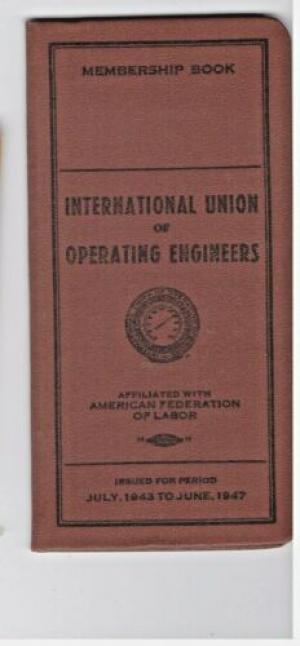 MEMBERSHIP BOOK
INTERNATIONAL UNION
OF
OPERATING ENGINEERS
AFFILIATED WITH
AMERICAN FEDERATION
OF LABOR
ISSUED FOR PERIOD
JULY, 1943 TO JUNE, 1947